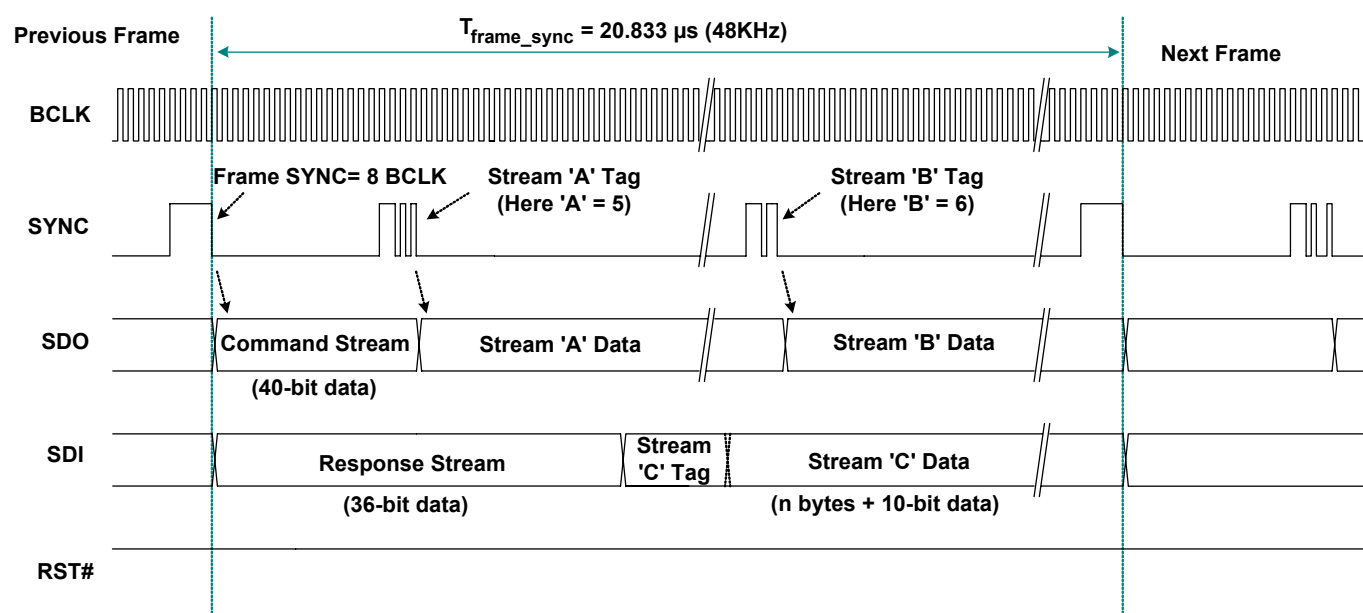 T_frame_sync = 20.833 µs (48KHz)
Previous Frame
Next Frame
BCLK
Frame SYNC= 8 BCLK
Stream 'A' Tag
(Here 'A' = 5)
Stream 'B' Tag
(Here 'B' = 6)
SYNC
SDO
Command Stream
Stream 'A' Data
Stream 'B' Data
(40-bit data)
SDI
Response Stream
Stream
'C' Tag
Stream 'C' Data
(36-bit data)
(n bytes + 10-bit data)
RST#